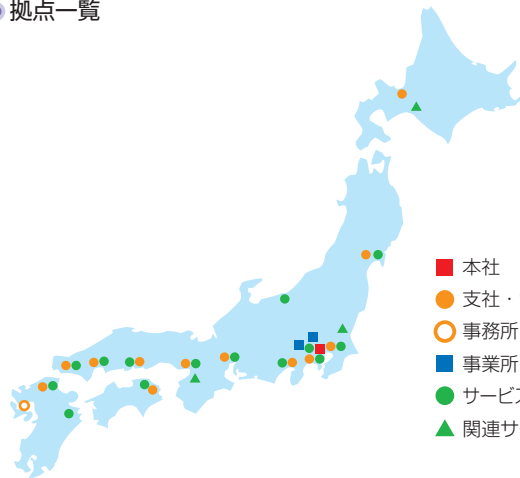 拠点一覧
本社
支社・
事務所
事業所
サービス
関連サ